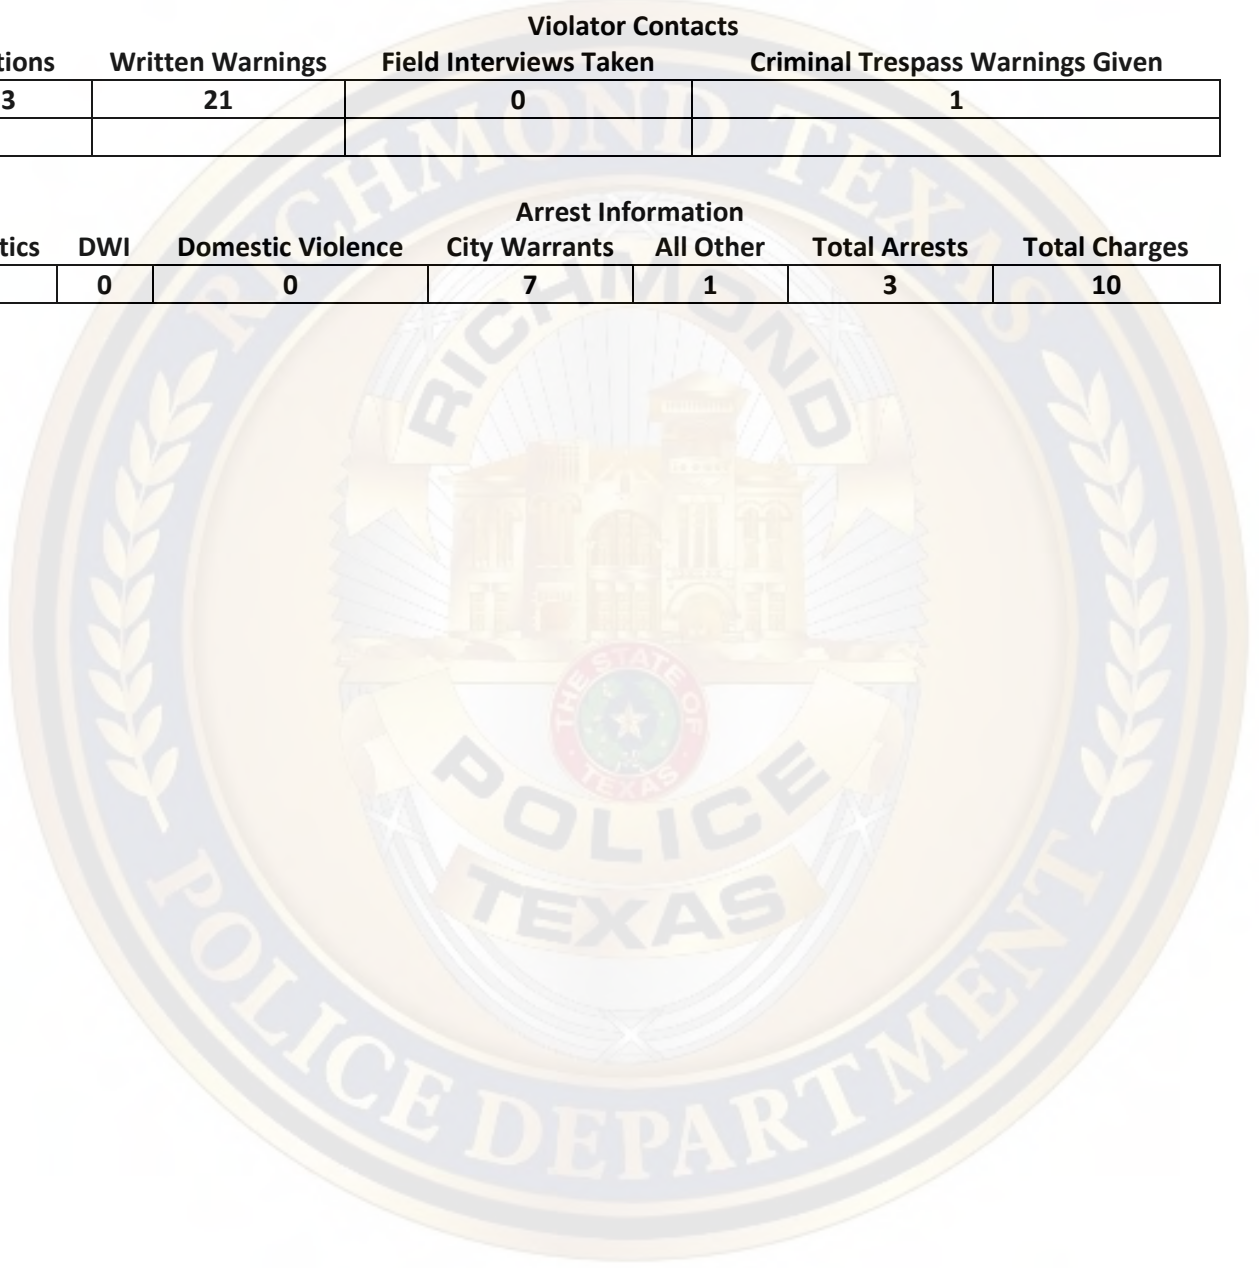 Violator Contacts
tions Written Warnings Field Interviews Taken Criminal Trespass Warnings Given
3 21 0 1
Arrest Information
tics DWI Domestic Violence City Warrants All Other Total Arrests Total Charges
0 0 7 1 3 10
RICHMOND TEXAS
RICHMOND
THE STATE OF
TEXAS
POLICE
TEXAS
POLICE DEPARTMENT